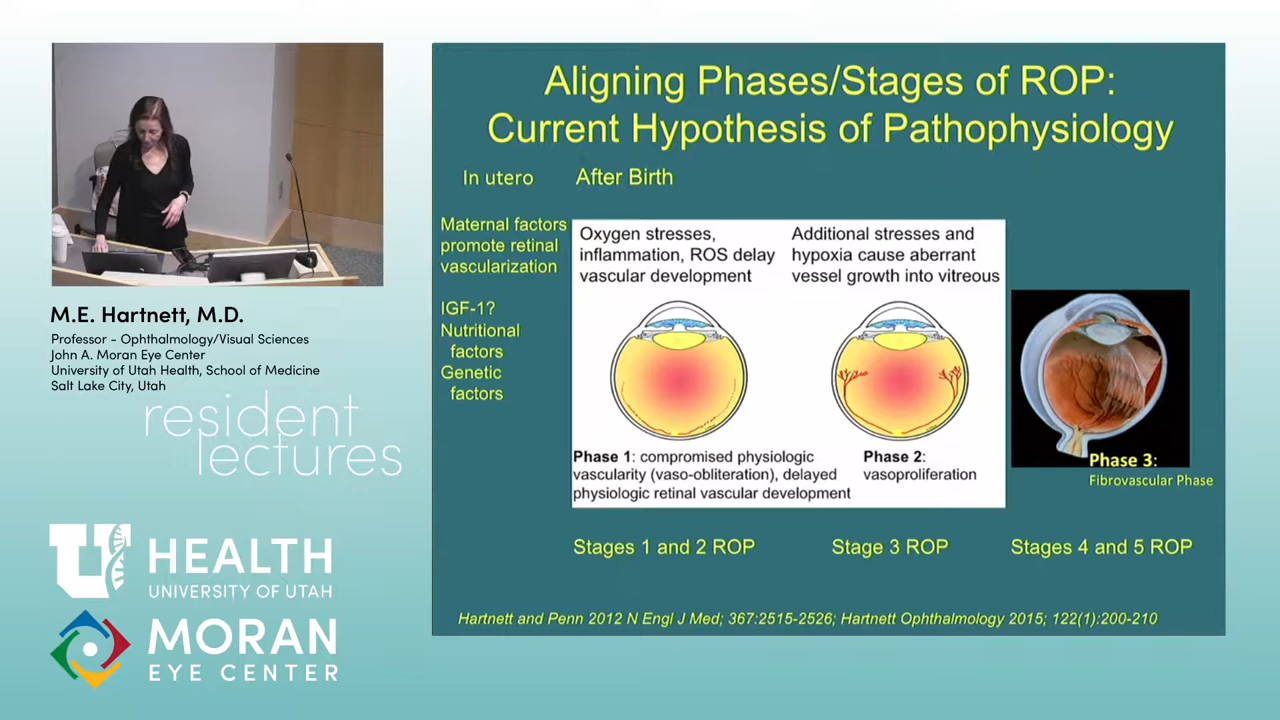 M.E. Hartnett, M.D.
Professor - Ophthalmology/Visual Sciences
John A. Moran Eye Center
University of Utah Health, School of Medicine
Salt Lake City, Utah
resident
lectures
U HEALTH
UNIVERSITY OF UTAH
MORAN
EYE CENTER
Aligning Phases/Stages of ROP:
Current Hypothesis of Pathophysiology
In utero
After Birth
Maternal factors
promote retinal
vascularization
IGF-1?
Nutritional
factors
Genetic
factors
Oxygen stresses,
inflammation, ROS delay
vascular development
Additional stresses and
hypoxia cause aberrant
vessel growth into vitreous
Phase 1: compromised physiologic
vascularity (vaso-obliteration), delayed
physiologic retinal vascular development
Phase 2:
vasoproliferation
Phase 3:
Fibrovascular Phase
Stages 1 and 2 ROP
Stage 3 ROP
Stages 4 and 5 ROP
Hartnett and Penn 2012 N Engl J Med; 367:2515-2526; Hartnett Ophthalmology 2015; 122(1):200-210